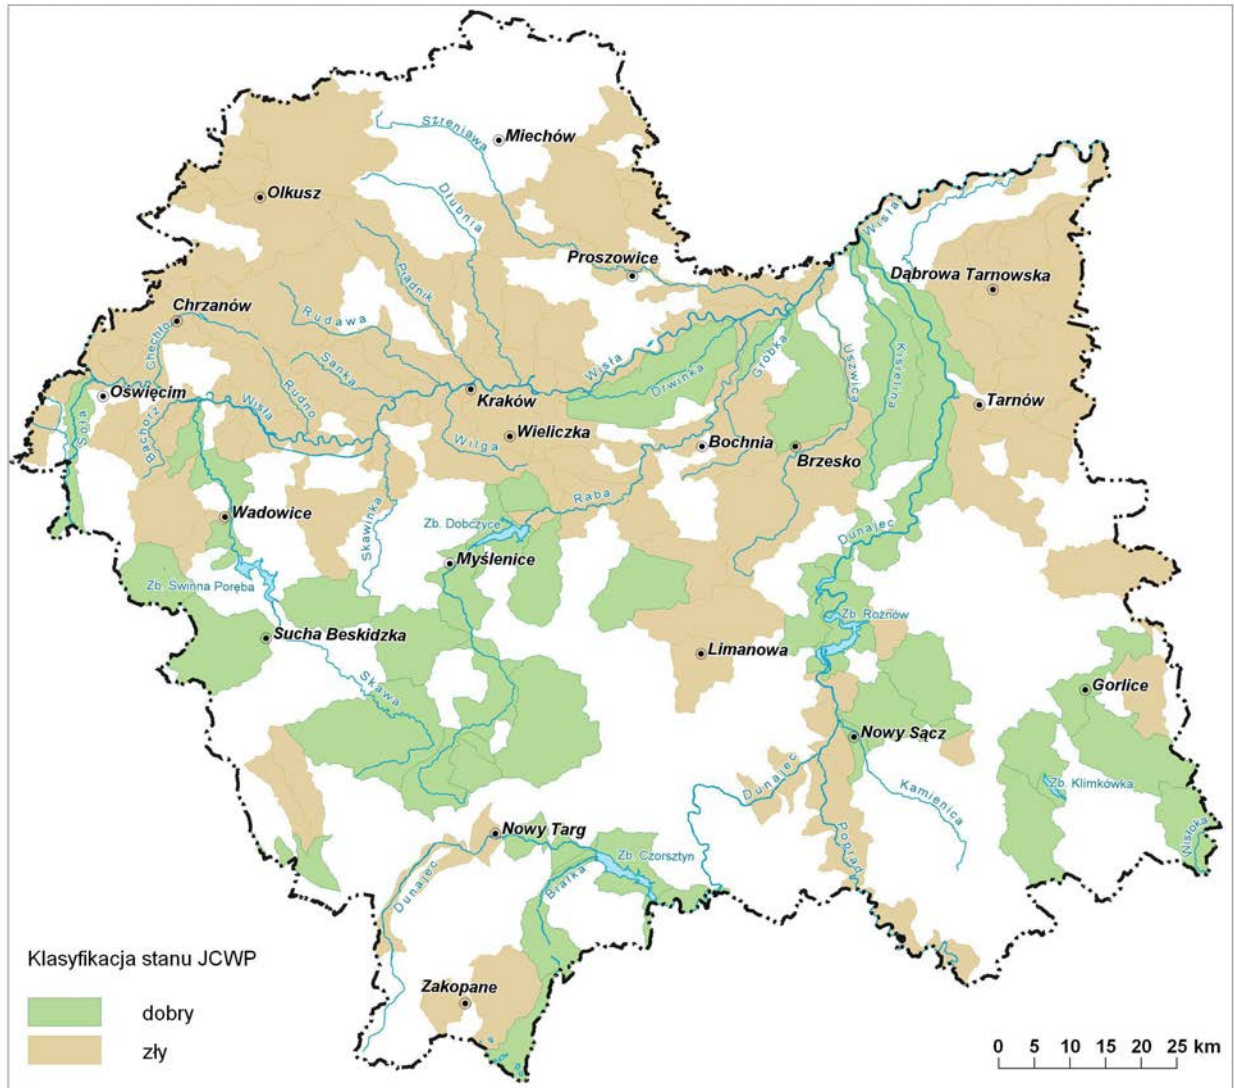 Szreniawa
Miechów
Olkusz
Dłubnia
Wisła
Proszowice
Dąbrowa Tarnowska
Prądnik
Chrzanów
Rudawa
Chechło
Sanka
Rudno
Wisła
Drwinka
Gróbka
Uszwica
Kisielina
Oświęcim
Soła
Bachorz
Wisła
Kraków
Tarnów
Wieliczka
Wilga
Bochnia
Brzesko
Raba
Wadowice
Skawinka
Zb. Dobczyce
Dunajec
Myślenice
Zb. Świnna Poręba
Zb. Rożnów
Sucha Beskidzka
Limanowa
Skawa
Gorlice
Nowy Sącz
Dunajec
Kamienica
Zb. Klimkówka
Nowy Targ
Poprad
Wisłoka
Zb. Czorsztyn
Dunajec
Białka
Klasyfikacja stanu JCWP
Zakopane
dobry
zły
0 5 10 15 20 25 km